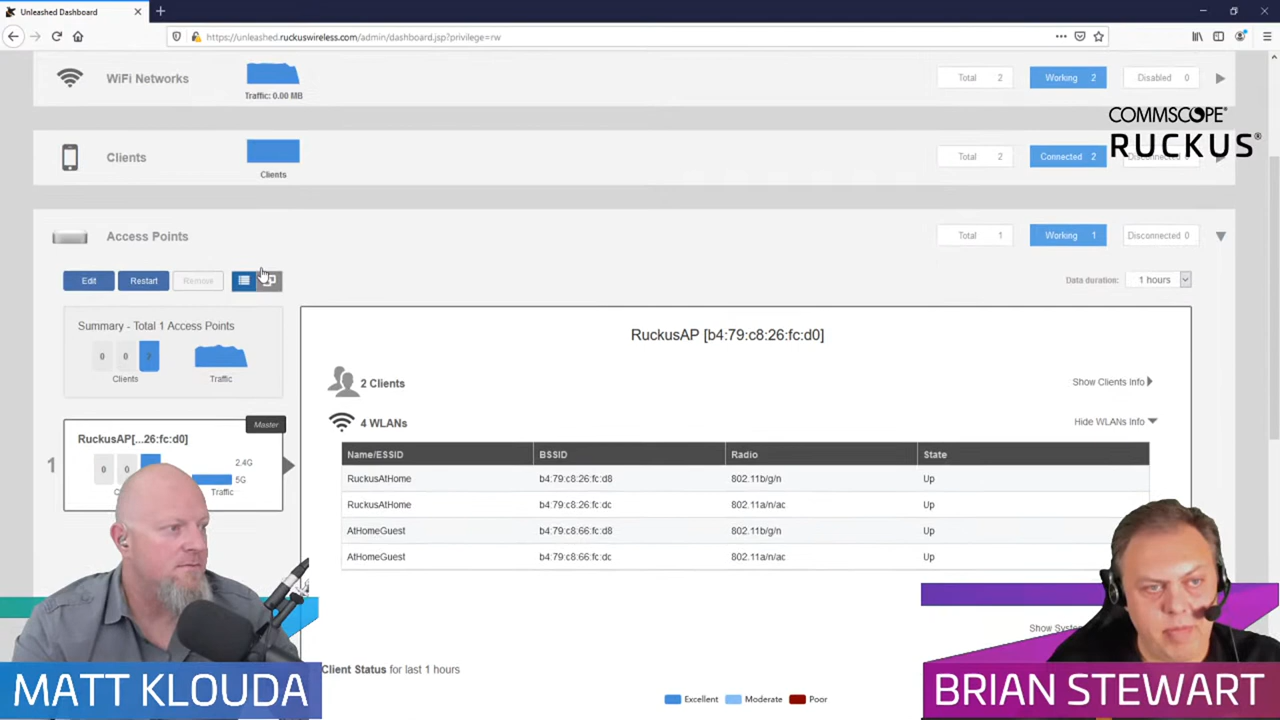 Unleashed Dashboard
https://unleashed.ruckuswireless.com/admin/dashboard.jsp?privilege=rw
WiFi Networks
Traffic: 0.00 MB
Total 2
Working 2
Disabled 0
COMMSCOPE®
RUCKUS®
Clients
Clients
Total 2
Connected 2
Access Points
Total 1
Working 1
Disconnected 0
Edit
Restart
Remove
Data duration:
1 hours
Summary - Total 1 Access Points
0 0 2
Clients
Traffic
RuckusAP [b4:79:c8:26:fc:d0]
2 Clients
Show Clients Info
4 WLANs
Hide WLANs Info
Master
RuckusAP[...26:fc:d0)
1
0 0
2.4G
5G
Traffic
Name/ESSID BSSID Radio State
RuckusAtHome b4:79:c8:26:fc:d8 802.11b/g/n Up
RuckusAtHome b4:79:c8:26:fc:dc 802.11a/n/ac Up
AtHomeGuest b4:79:c8:66:fc:d8 802.11b/g/n Up
AtHomeGuest b4:79:c8:66:fc:dc 802.11a/n/ac Up
Show
Client Status for last 1 hours
Excellent
Moderate
Poor
MATT KLOUDA
BRIAN STEWART